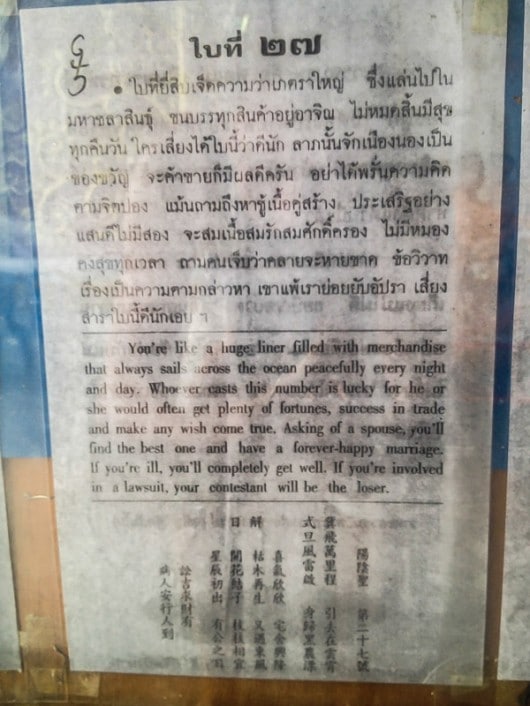 ใบที่ ๒๗
● ใบที่ยี่สิบเจ็ดความว่าเภตราใหญ่ ซึ่งแล่นไปใน
มหาชลาสินธุ์ ขนบรรทุกสินค้าอยู่อาจิณ ไม่หมดสิ้นมีสุข
ทุกคืนวัน ใครเสี่ยงได้ใบนี้ว่าดีนัก ลาภนั้นจักเนืองนองเป็น
ของขวัญ จะค้าขายก็มีผลดีครัน อย่าได้พรั่นความคิด
ตามจิตปอง แม้นถามถึงหาชู้เนื้อคู่สร้าง ประเสริฐอย่าง
แสนดีไม่มีสอง จะสมเนื้อสมรักสมศักดิ์ครอง ไม่มีหมอง
คงสุขทุกเวลา ถามคนเจ็บว่าคลายจะหายขาด ข้อวิวาท
เรื่องเป็นความตามกล่าวหา เขาแพ้เราย่อยยับอัปรา เสี่ยง
สาราใบนี้ดีนักเอย ฯ
You're like a huge liner filled with merchandise
that always sails across the ocean peacefully every night
and day. Whoever casts this number is lucky for he or
she would often get plenty of fortunes, success in trade
and make any wish come true. Asking of a spouse, you'll
find the best one and have a forever-happy marriage.
If you're ill, you'll completely get well. If you're involved
in a lawsuit, your contestant will be the loser.
陽陰聖 第二十七號
飛萬里程 引去在雲霄
式旦風雷啟 身歸黑
解 喜氣欣欣 宅舍興隆
枯木再生 又遇東風
日 開花結子 枝枝相
星辰初出 有公之
訟吉求財有
病人安行人到